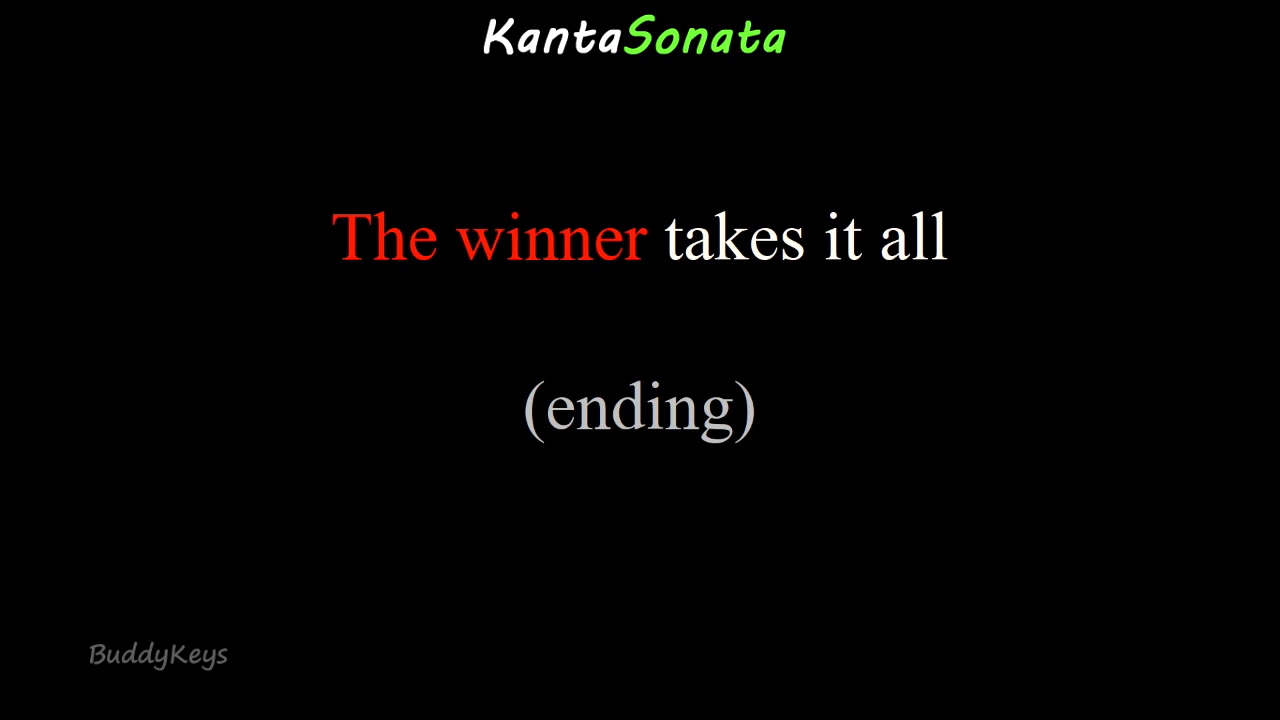 KantaSonata
The winner takes it all
(ending)
BuddyKeys